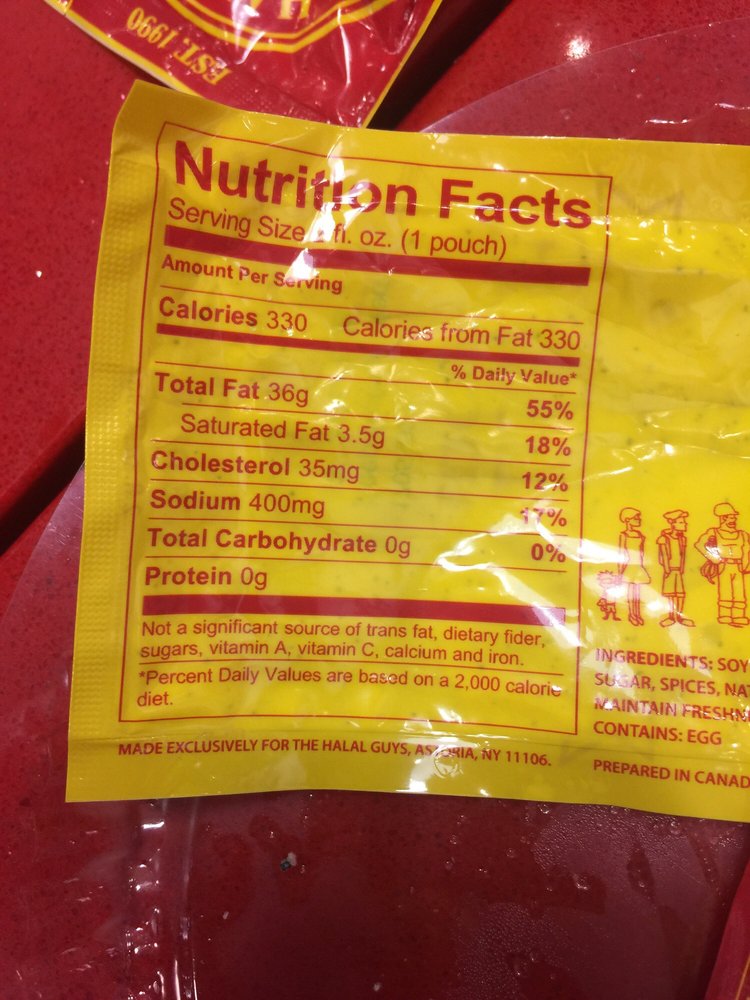 EST. 1990
Nutrition Facts
Serving Size fl. oz. (1 pouch)
Amount Per Serving
Calories 330 Calories from Fat 330
% Daily Value*
Total Fat 36g 55%
Saturated Fat 3.5g 18%
Cholesterol 35mg 12%
Sodium 400mg 17%
Total Carbohydrate 0g 0%
Protein 0g
Not a significant source of trans fat, dietary fider,
sugars, vitamin A, vitamin C, calcium and iron.
*Percent Daily Values are based on a 2,000 calorie
diet.
MADE EXCLUSIVELY FOR THE HALAL GUYS, ASTORIA, NY 11106.
INGREDIENTS: SOY
SUGAR, SPICES, NA
MAINTAIN FRESHN
CONTAINS: EGG
PREPARED IN CANAD